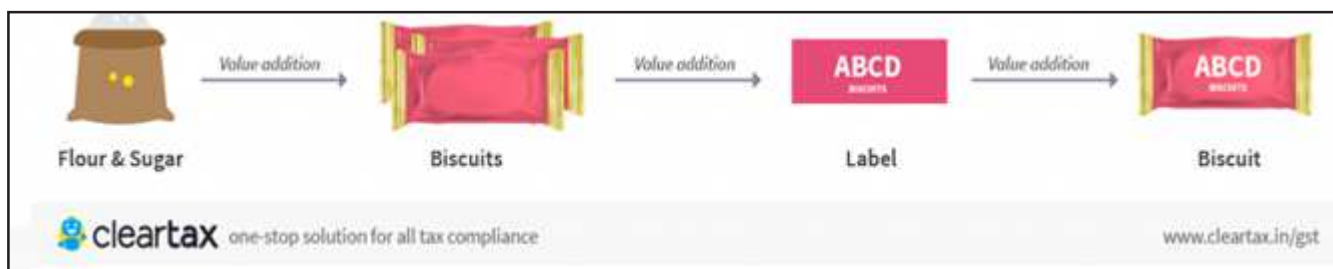 Value addition
Value addition
Value addition
ABCD
BISCUITS
ABCD
BISCUITS
Flour & Sugar
Biscuits
Label
Biscuit
cleartax one-stop solution for all tax compliance
www.cleartax.in/gst